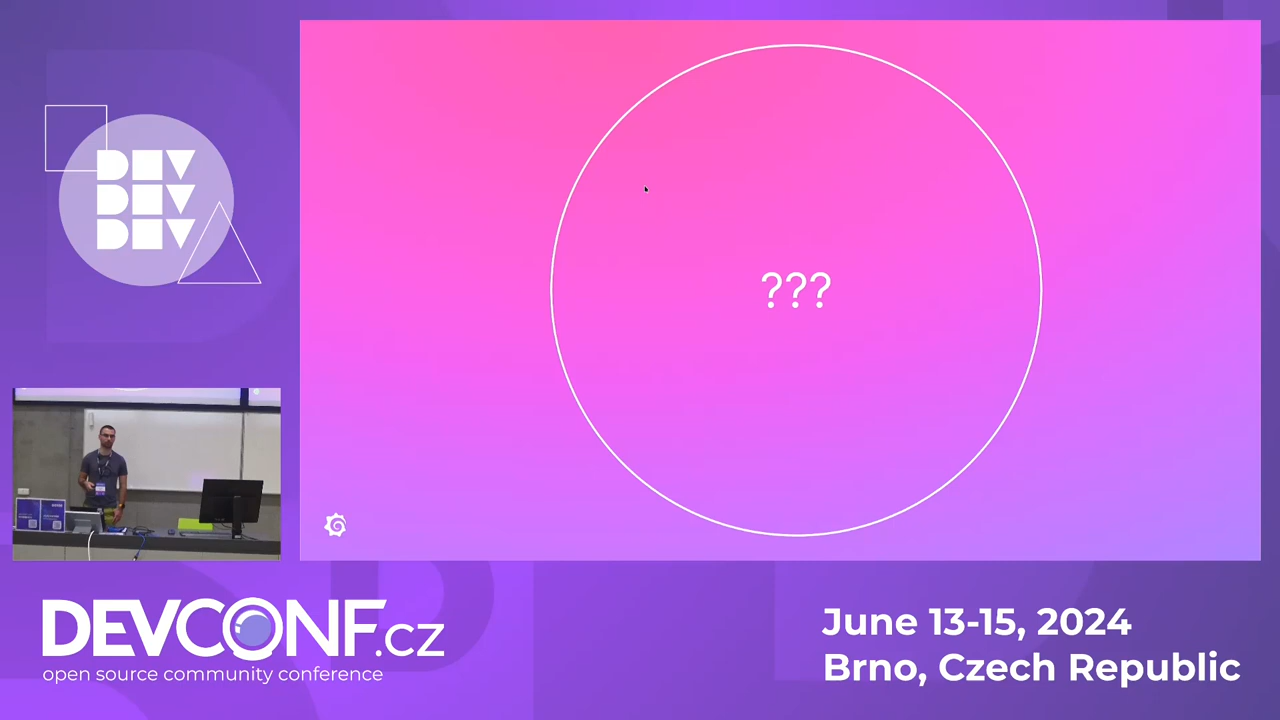 DEV
DEV
DEV
???
DEVCONF.cz
open source community conference
June 13-15, 2024
Brno, Czech Republic